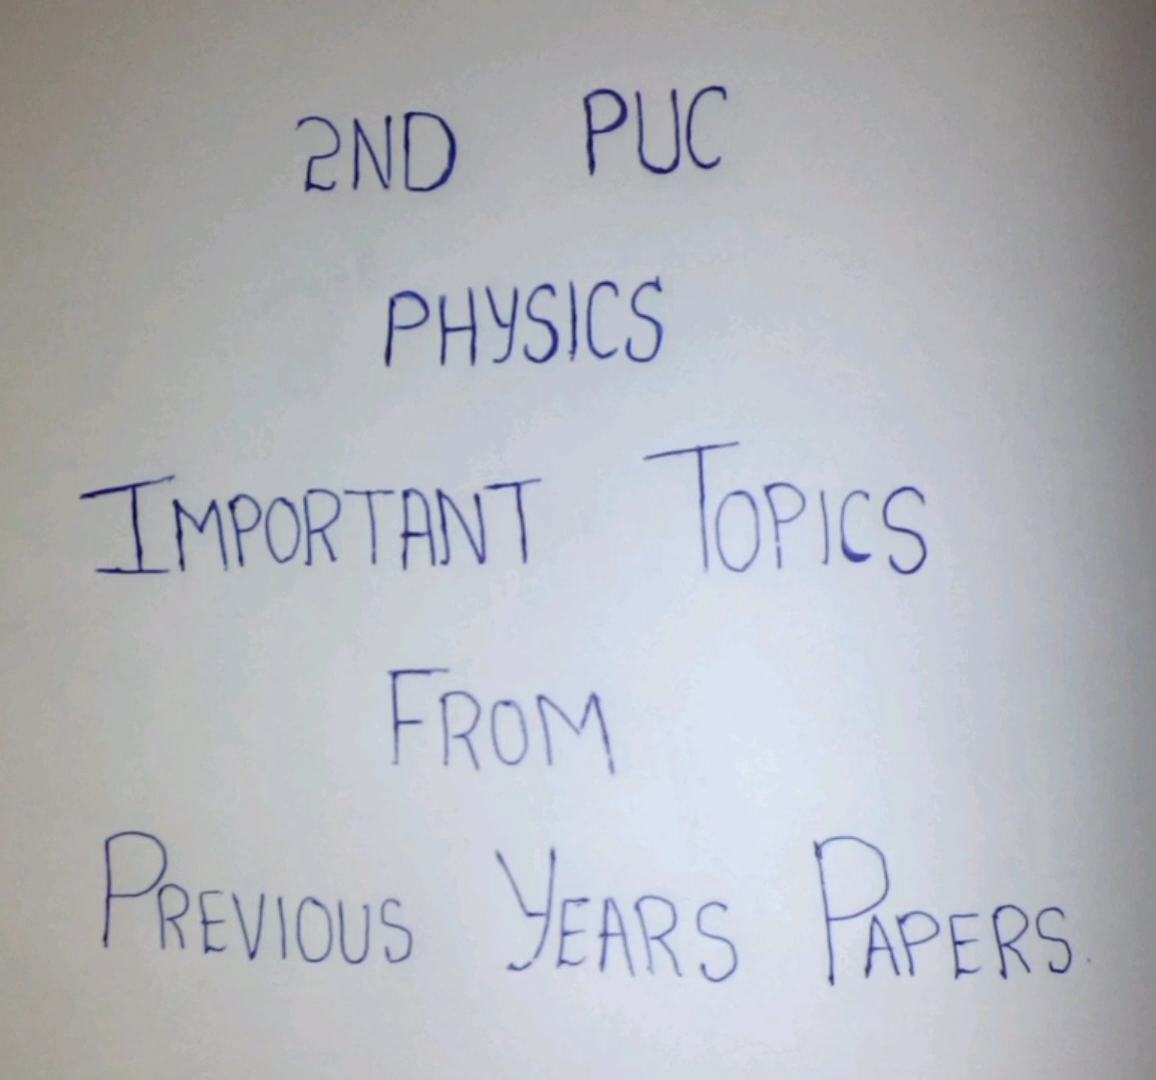 2ND PUC
PHYSICS
IMPORTANT TOPICS
FROM
PREVIOUS YEARS PAPERS.